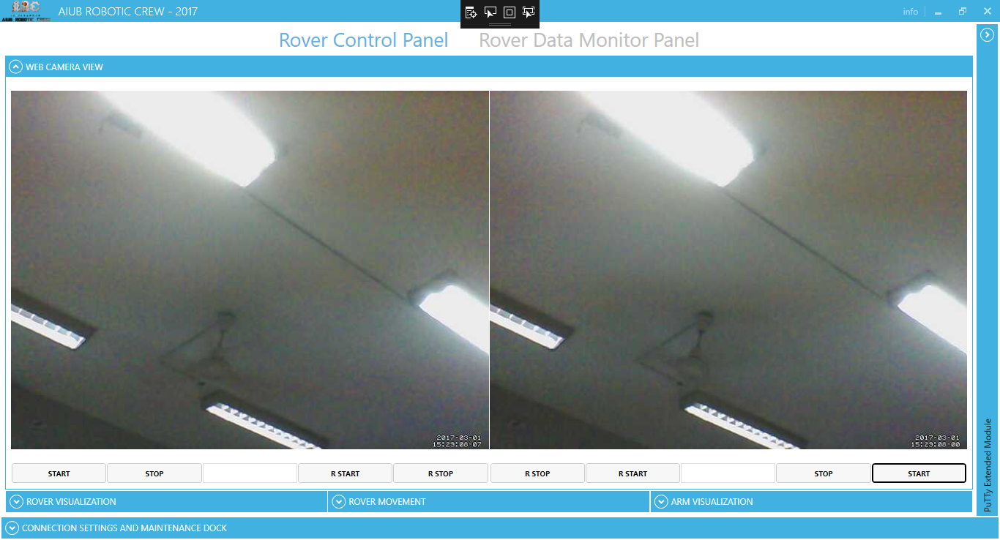 AIUB ROBOTIC CREW - 2017
info
Rover Control Panel
Rover Data Monitor Panel
WEB CAMERA VIEW
2017-03-01
15:29:08-07
2017-03-01
15:29:08-00
START
STOP
R START
R STOP
R STOP
R START
STOP
START
ROVER VISUALIZATION
ROVER MOVEMENT
ARM VISUALIZATION
CONNECTION SETTINGS AND MAINTENANCE DOCK
PuTTy Extended Module